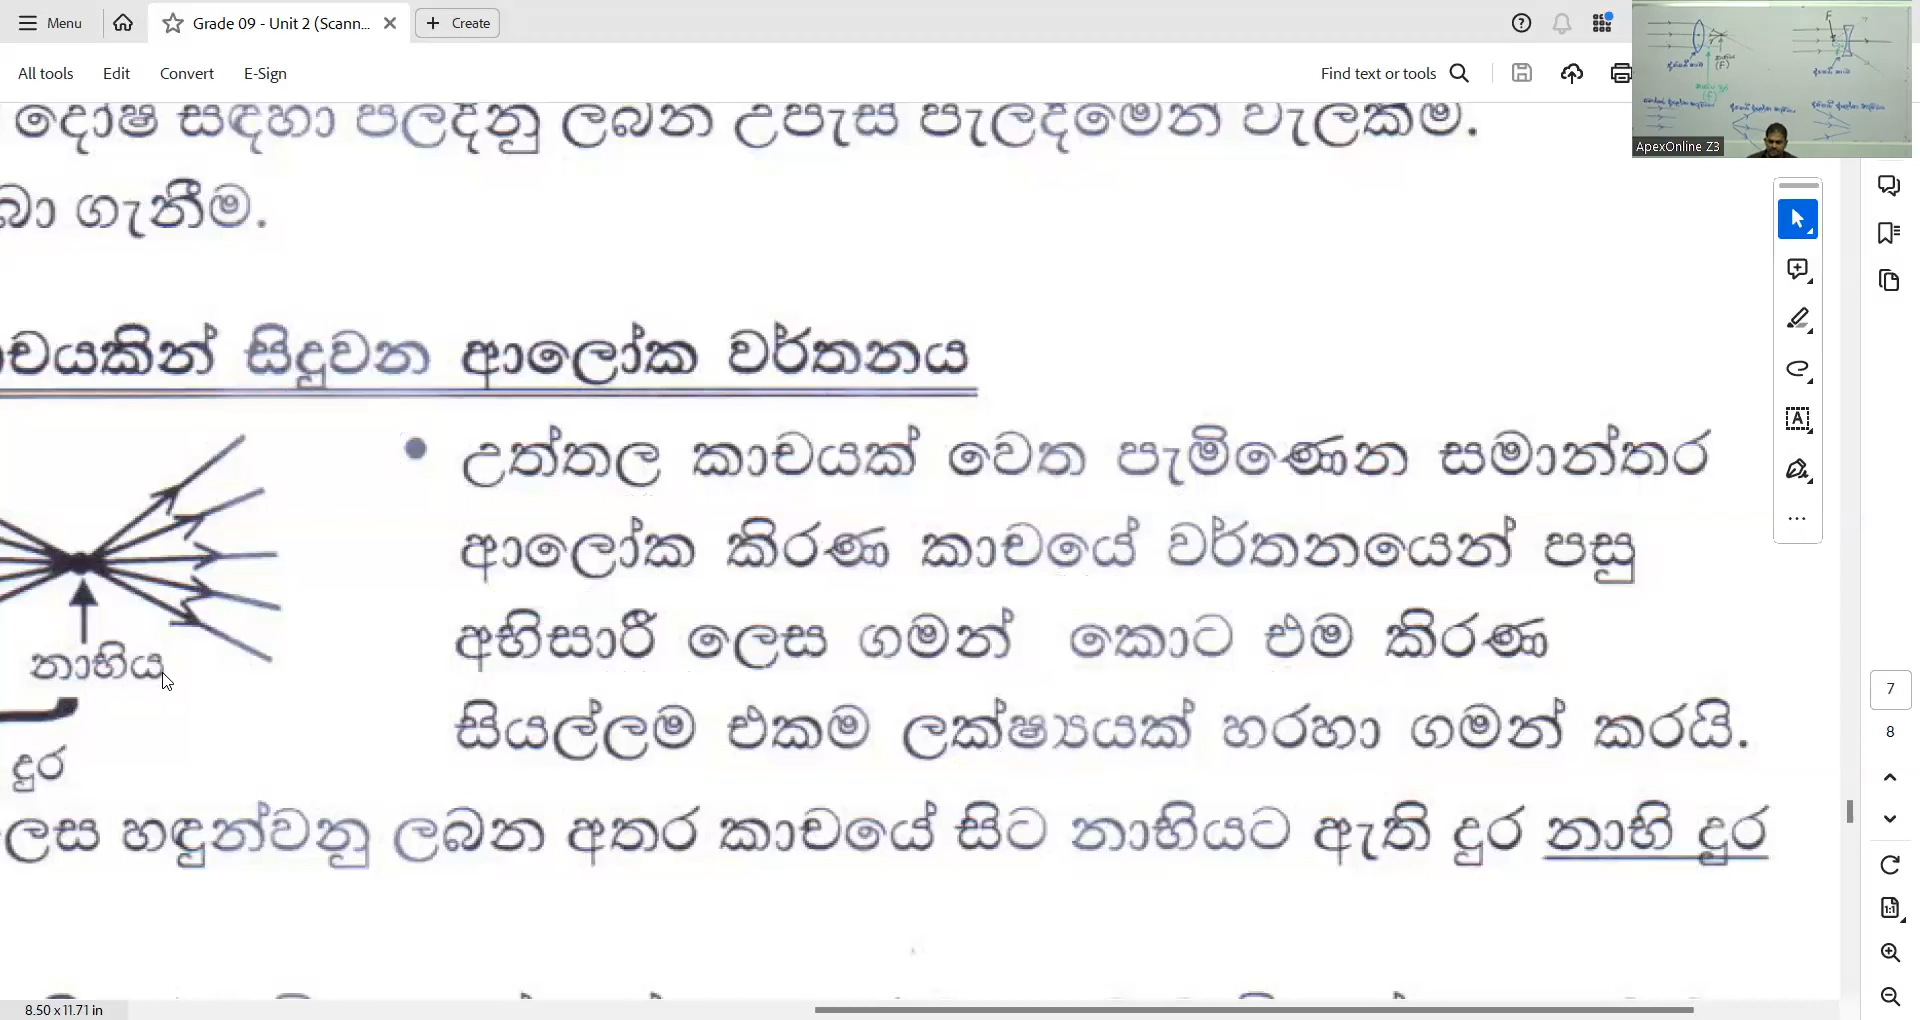 Menu
Grade 09 - Unit 2 (Scann...
Create
All tools
Edit
Convert
E-Sign
Find text or tools
ApexOnline Z3
දෝෂ සඳහා පලදිනු ලබන උපැස් පැලදීමෙන් වැලකීම.
බා ගැනීම.
චයකින් සිදුවන ආලෝක වර්තනය
• උත්තල කාචයක් වෙත පැමිණෙන සමාන්තර
ආලෝක කිරණ කාචයේ වර්තනයෙන් පසු
අභිසාරී ලෙස ගමන් කොට එම කිරණ
සියල්ලම එකම ලක්ෂ්‍යයක් හරහා ගමන් කරයි.
නාභිය
දුර
ලෙස හඳුන්වනු ලබන අතර කාචයේ සිට නාභියට ඇති දුර නාභි දුර
7
8
8.50 x 11.71 in